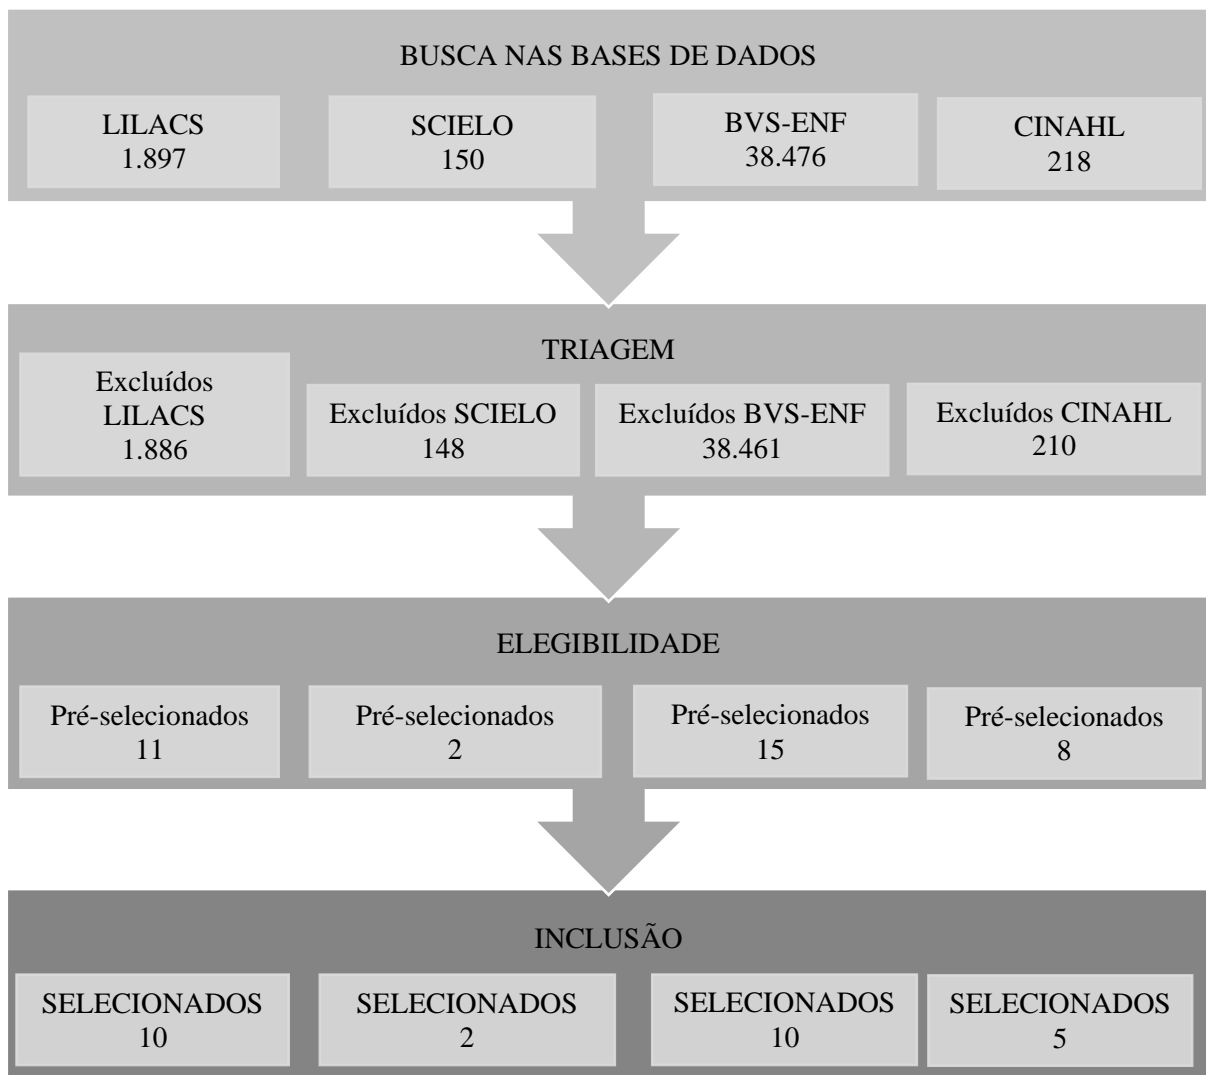 BUSCA NAS BASES DE DADOS
LILACS
1.897
SCIELO
150
BVS-ENF
38.476
CINAHL
218
TRIAGEM
Excluídos
LILACS
1.886
Excluídos SCIELO
148
Excluídos BVS-ENF
38.461
Excluídos CINAHL
210
ELEGIBILIDADE
Pré-selecionados
11
Pré-selecionados
2
Pré-selecionados
15
Pré-selecionados
8
INCLUSÃO
SELECIONADOS
10
SELECIONADOS
2
SELECIONADOS
10
SELECIONADOS
5